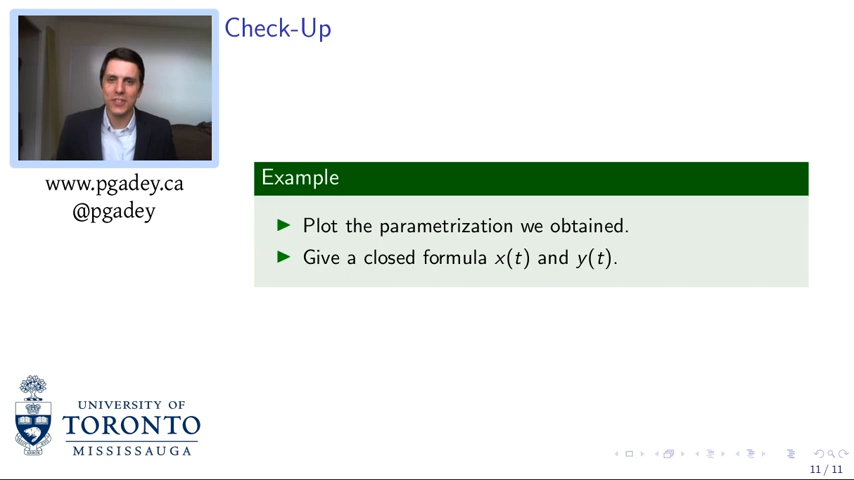 Check-Up
www.pgadey.ca
@pgadey
Example
Plot the parametrization we obtained.
Give a closed formula x(t) and y(t).
UNIVERSITY OF
TORONTO
MISSISSAUGA
11 / 11